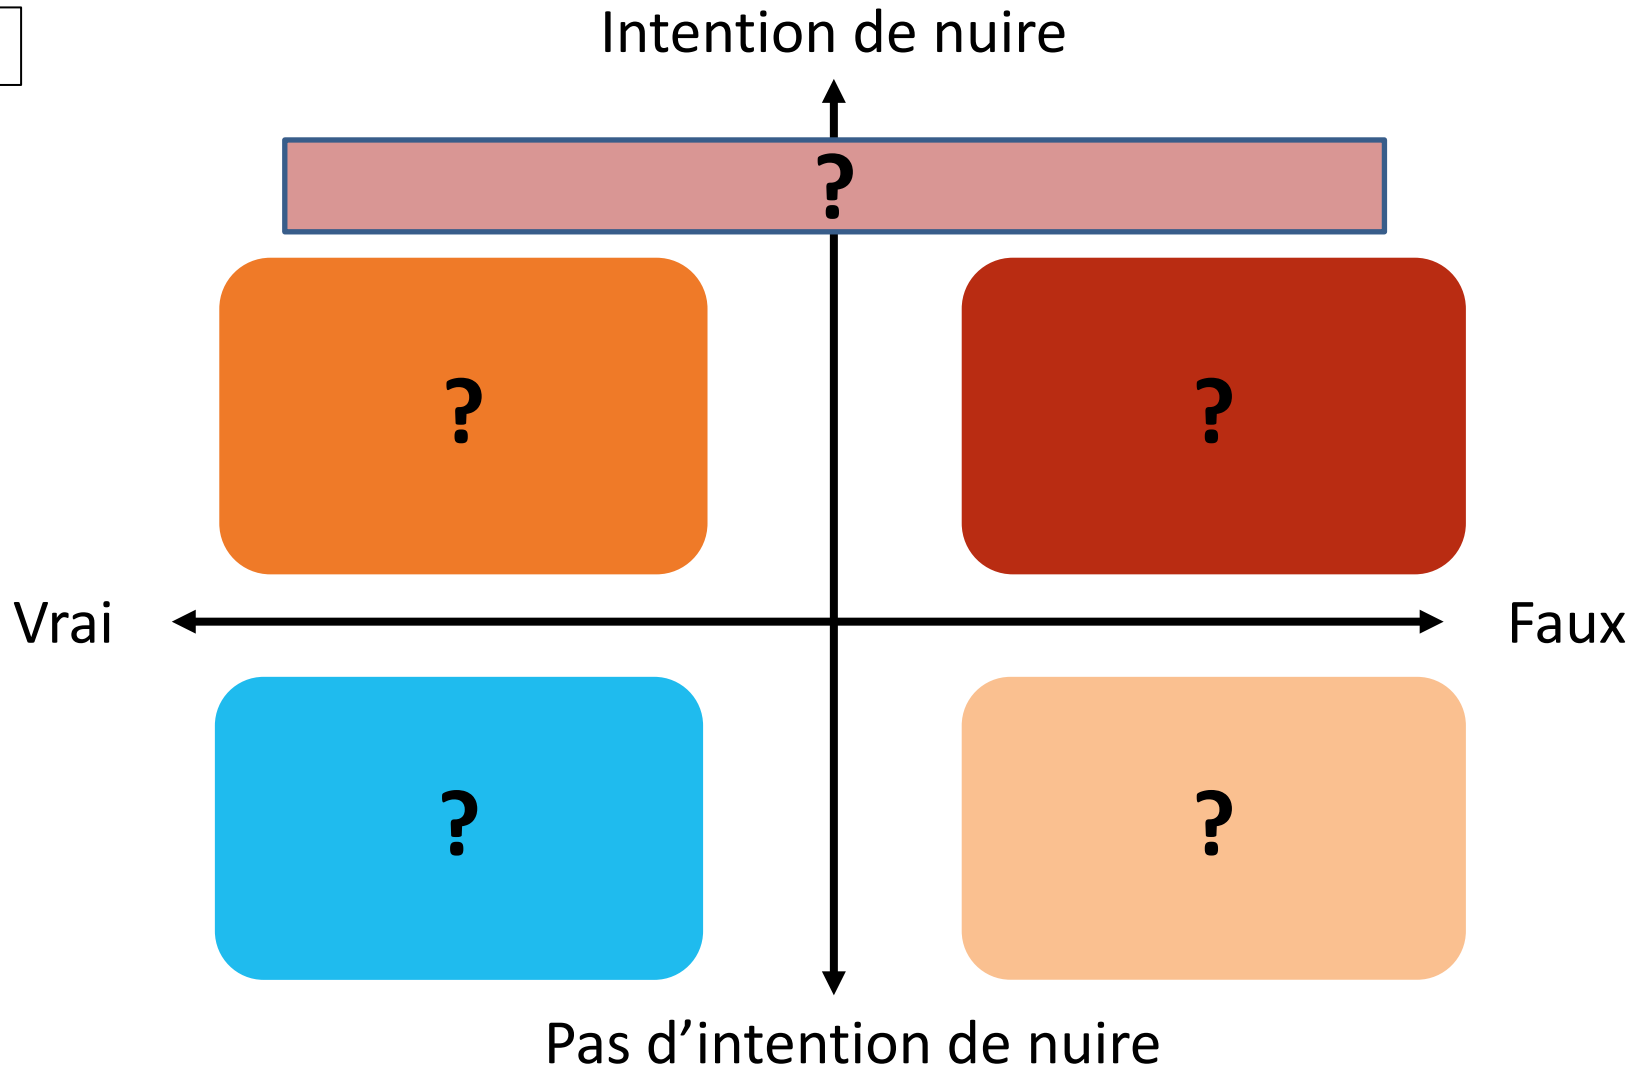 Intention de nuire
?
?
?
Vrai
Faux
?
?
Pas d’intention de nuire